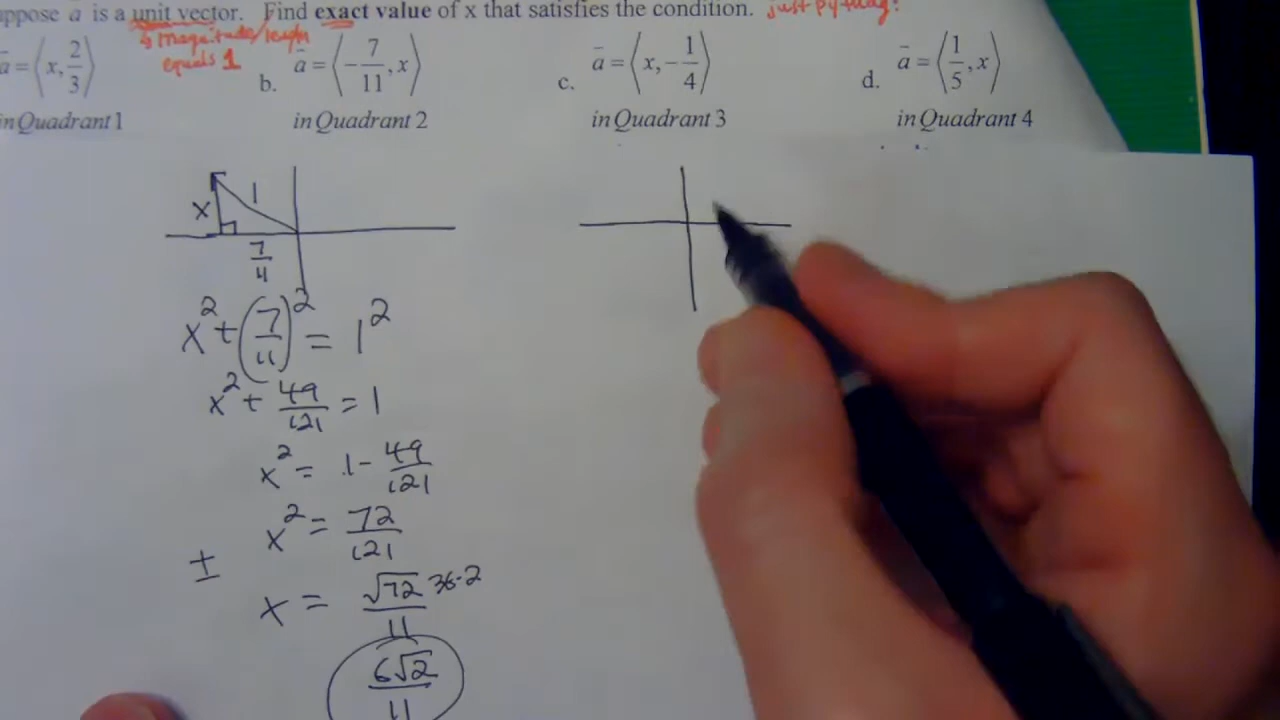 ppose a is a unit vector. Find exact value of x that satisfies the condition. just pythag!
↳ magnitude/length
equals 1
a = ⟨x, 2/3⟩ b. a = ⟨-7/11, x⟩ c. a = ⟨x, -1/4⟩ d. a = ⟨1/5, x⟩
in Quadrant 1 in Quadrant 2 in Quadrant 3 in Quadrant 4
1
x
7/4
x² + (7/11)² = 1²
x² + 49/121 = 1
x² = 1 - 49/121
x² = 72/121
±
x = √72/11 36·2
6√2/11